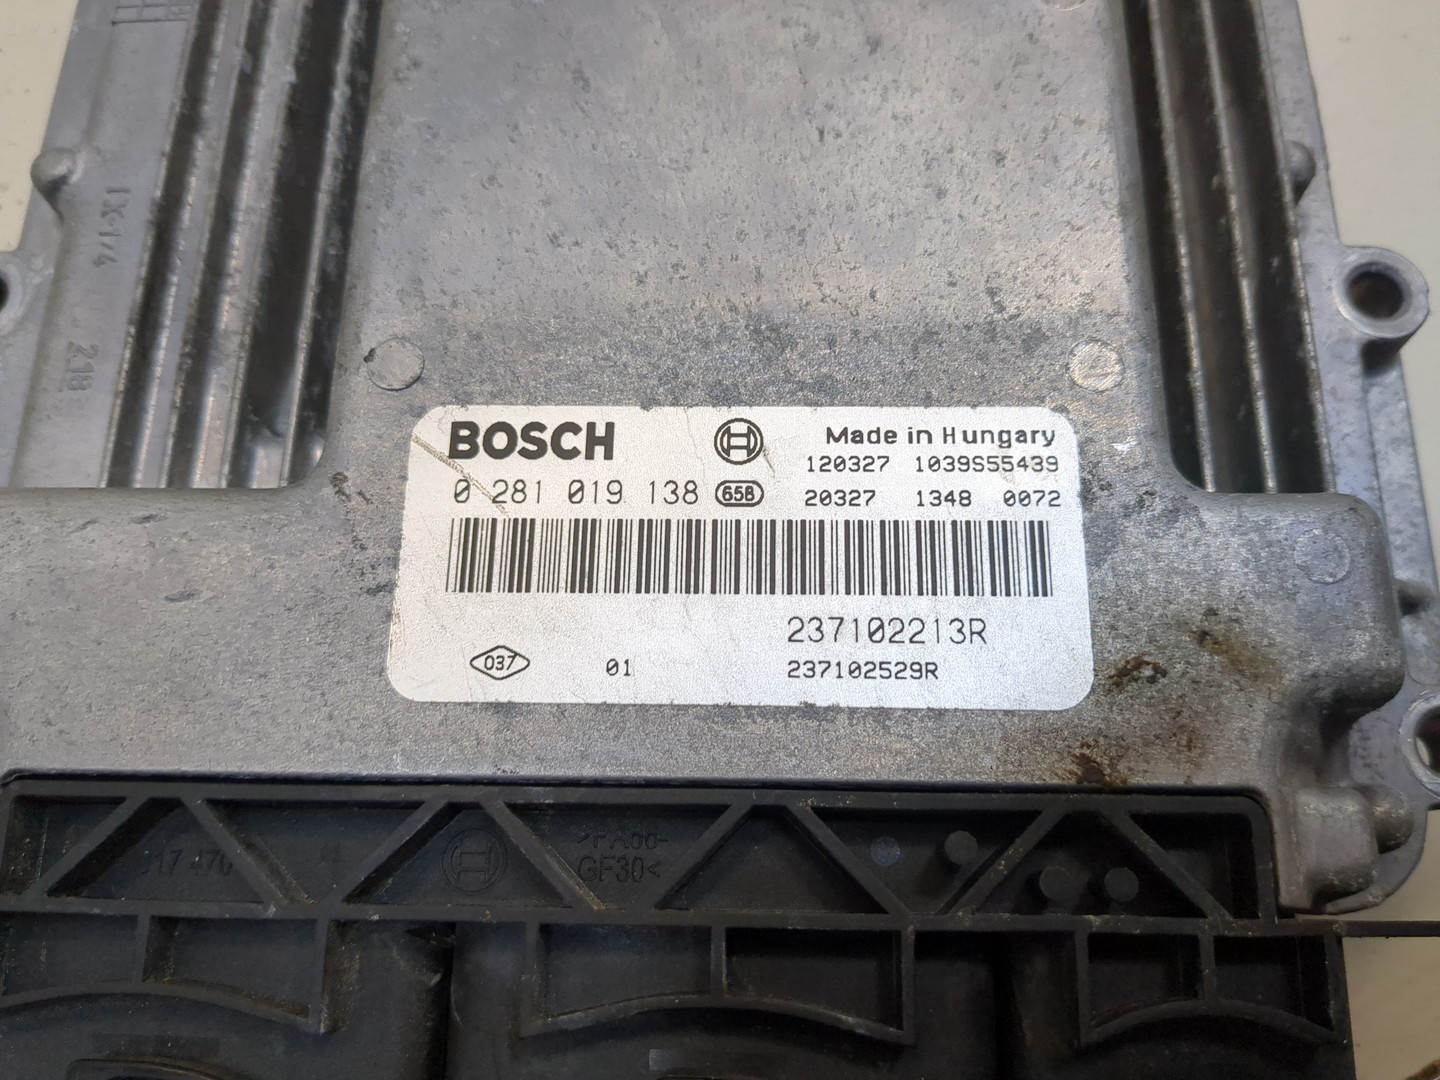 BOSCH
Made in Hungary
120327 1039S55439
0 281 019 138 658
20327 1348 0072
237102213R
037 01 237102529R
GF30<